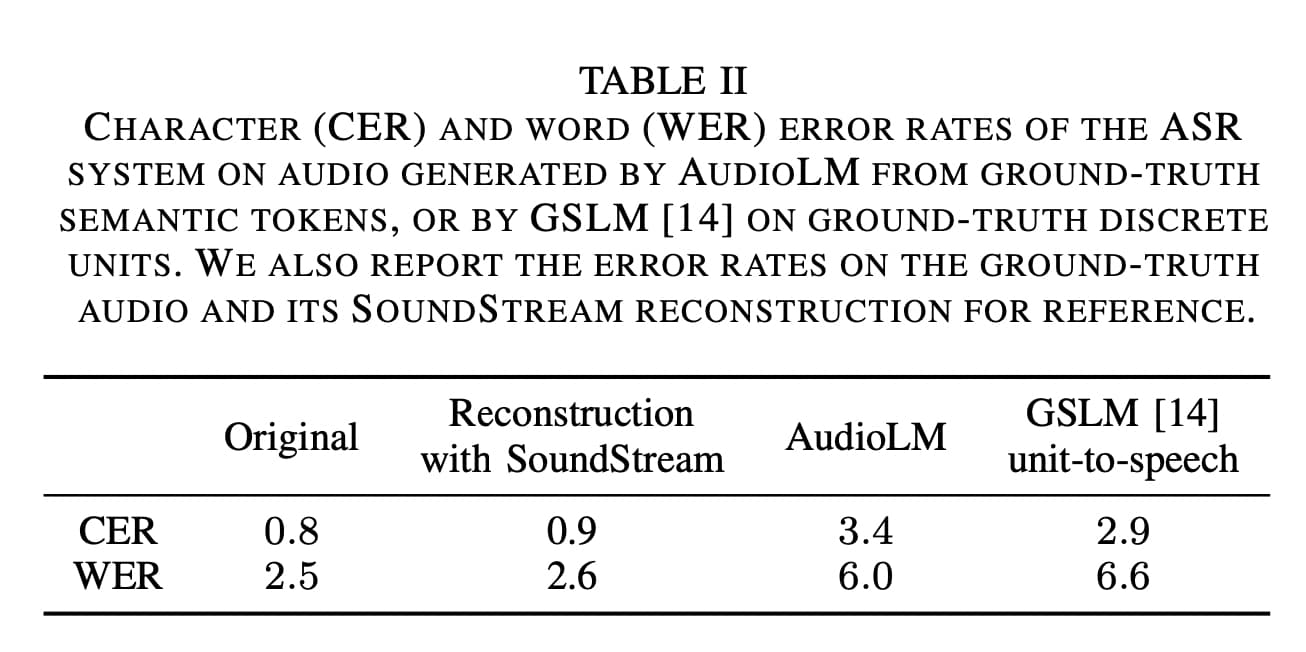 TABLE II
CHARACTER (CER) AND WORD (WER) ERROR RATES OF THE ASR
SYSTEM ON AUDIO GENERATED BY AUDIOLM FROM GROUND-TRUTH
SEMANTIC TOKENS, OR BY GSLM [14] ON GROUND-TRUTH DISCRETE
UNITS. WE ALSO REPORT THE ERROR RATES ON THE GROUND-TRUTH
AUDIO AND ITS SOUNDSTREAM RECONSTRUCTION FOR REFERENCE.
Original Reconstruction with SoundStream AudioLM GSLM [14] unit-to-speech
CER 0.8 0.9 3.4 2.9
WER 2.5 2.6 6.0 6.6